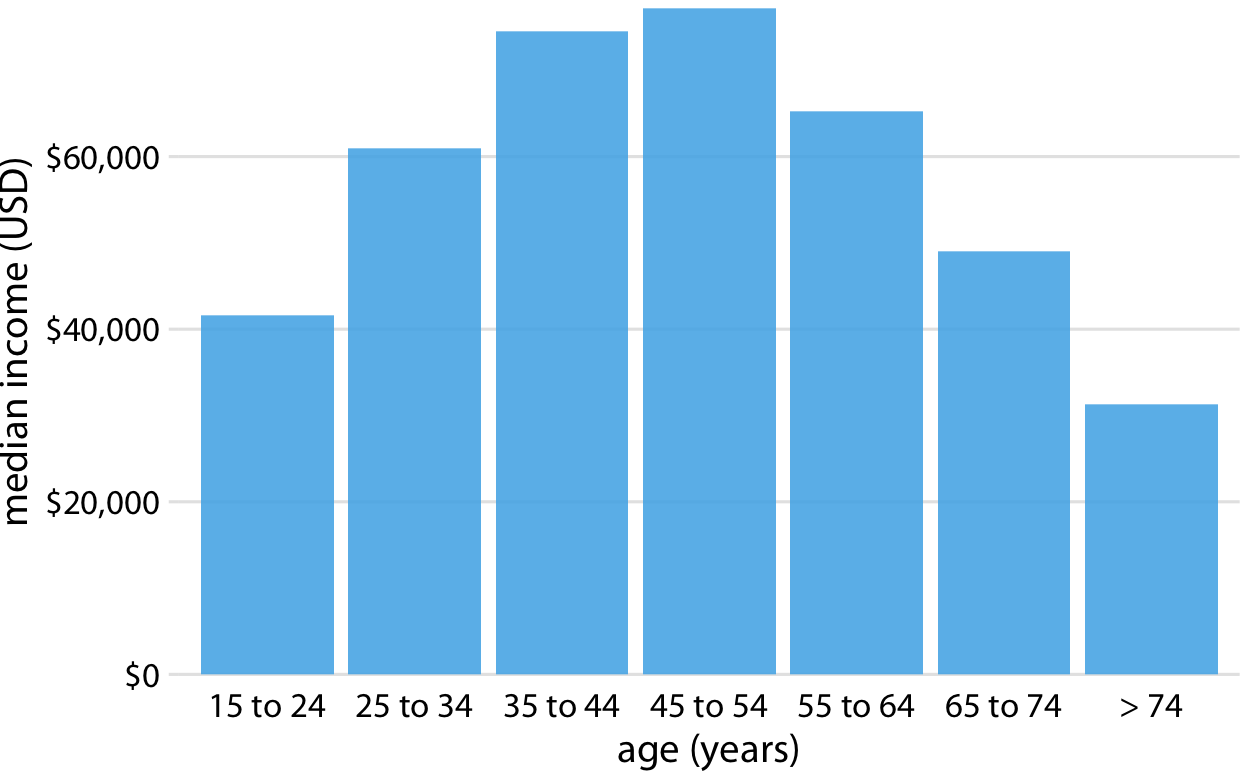 median income (USD)
$60,000
$40,000
$20,000
$0
15 to 24 25 to 34 35 to 44 45 to 54 55 to 64 65 to 74 > 74
age (years)